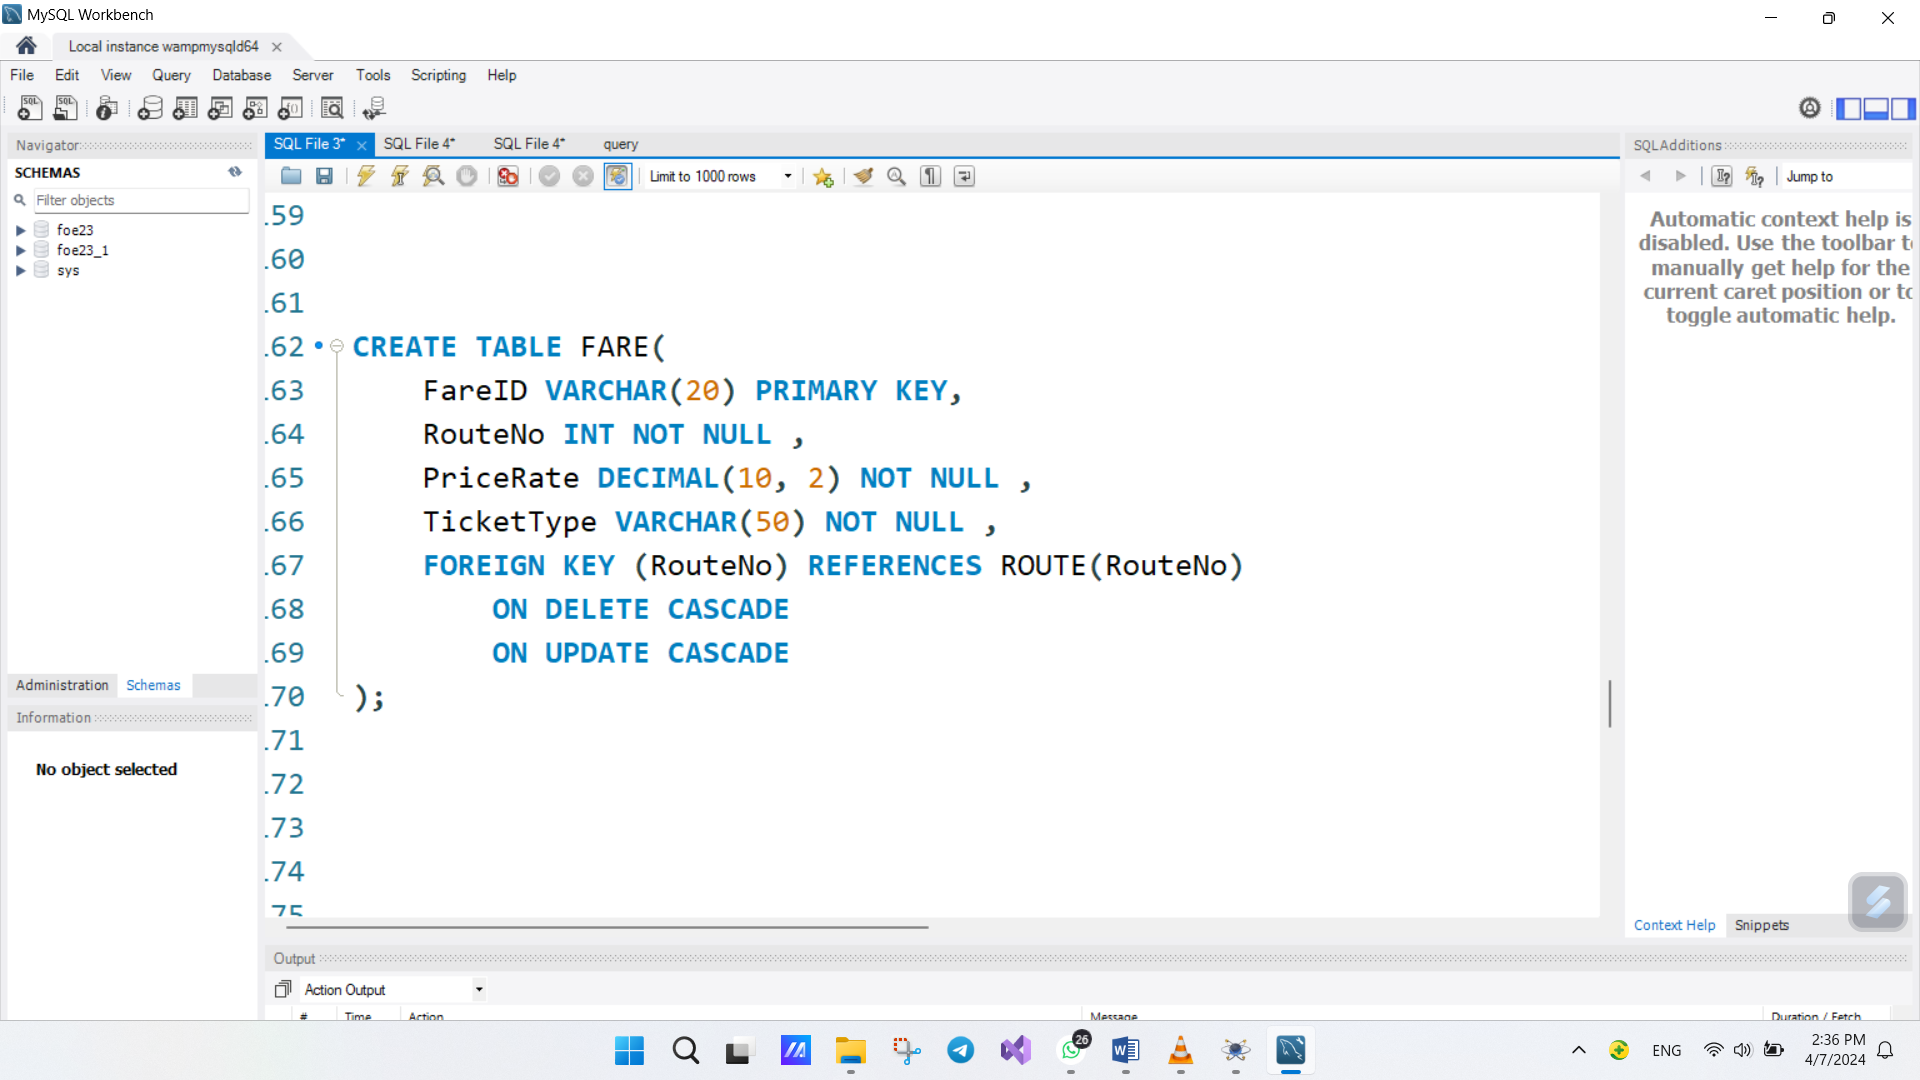 MySQL Workbench
Local instance wampmysqld64
File Edit View Query Database Server Tools Scripting Help
Navigator
SCHEMAS
Filter objects
foe23
foe23_1
sys
Administration Schemas
Information
No object selected
SQL File 3* SQL File 4* SQL File 4* query
Limit to 1000 rows
.59
.60
.61
.62 CREATE TABLE FARE(
.63 FareID VARCHAR(20) PRIMARY KEY,
.64 RouteNo INT NOT NULL ,
.65 PriceRate DECIMAL(10, 2) NOT NULL ,
.66 TicketType VARCHAR(50) NOT NULL ,
.67 FOREIGN KEY (RouteNo) REFERENCES ROUTE(RouteNo)
.68 ON DELETE CASCADE
.69 ON UPDATE CASCADE
.70 );
.71
.72
.73
.74
.75
SQLAdditions
Jump to
Automatic context help is
disabled. Use the toolbar to
manually get help for the
current caret position or to
toggle automatic help.
Context Help Snippets
Output
Action Output
# Time Action Message Duration / Fetch
26
ENG
2:36 PM
4/7/2024